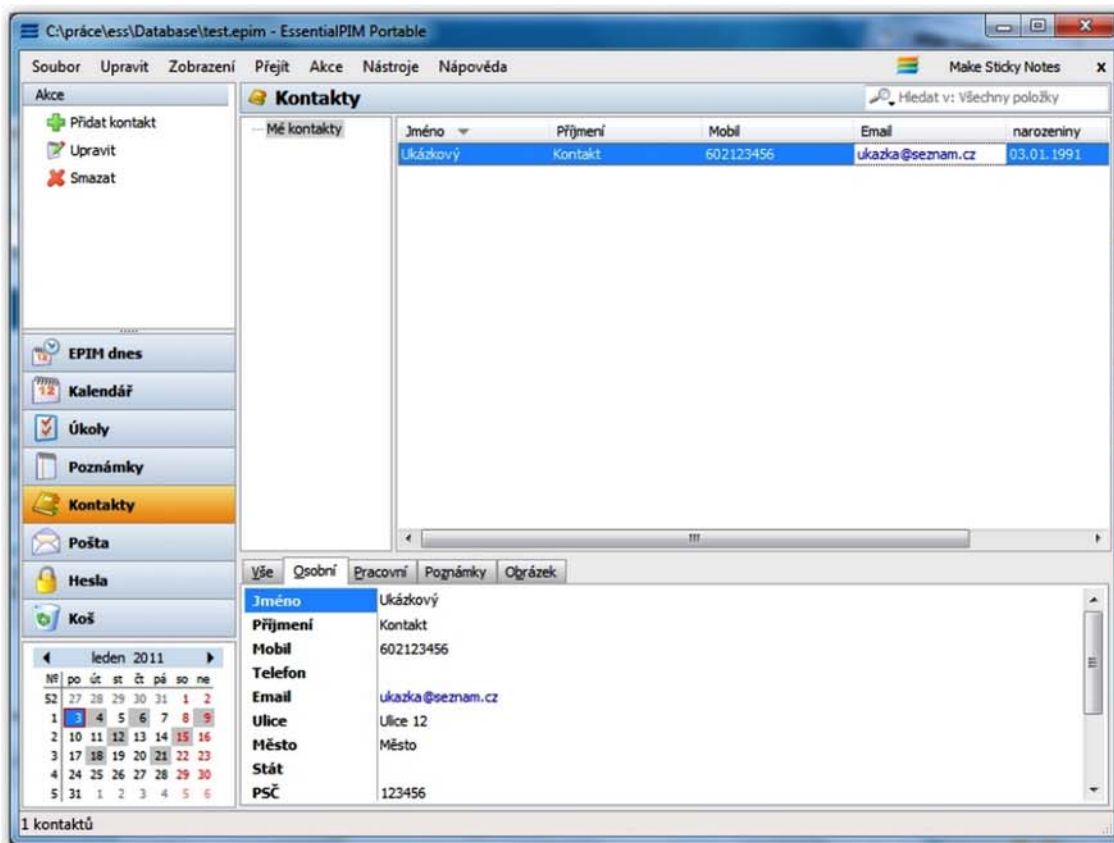 C:\práce\ess\Database\test.epim - EssentialPIM Portable
Soubor Upravit Zobrazení Přejít Akce Nástroje Nápověda Make Sticky Notes x
Akce
Přidat kontakt
Upravit
Smazat
Kontakty
Hledat v: Všechny položky
Mé kontakty
Jméno Příjmení Mobil Email narozeniny
Ukázkový Kontakt 602123456 ukazka@seznam.cz 03.01.1991
EPIM dnes
Kalendář
Úkoly
Poznámky
Kontakty
Pošta
Hesla
Koš
leden 2011
Nº po út st čt pá so ne
52 27 28 29 30 31 1 2
1 3 4 5 6 7 8 9
2 10 11 12 13 14 15 16
3 17 18 19 20 21 22 23
4 24 25 26 27 28 29 30
5 31 1 2 3 4 5 6
Vše Osobní Pracovní Poznámky Obrázek
Jméno Ukázkový
Příjmení Kontakt
Mobil 602123456
Telefon
Email ukazka@seznam.cz
Ulice Ulice 12
Město Město
Stát
PSČ 123456
1 kontaktů